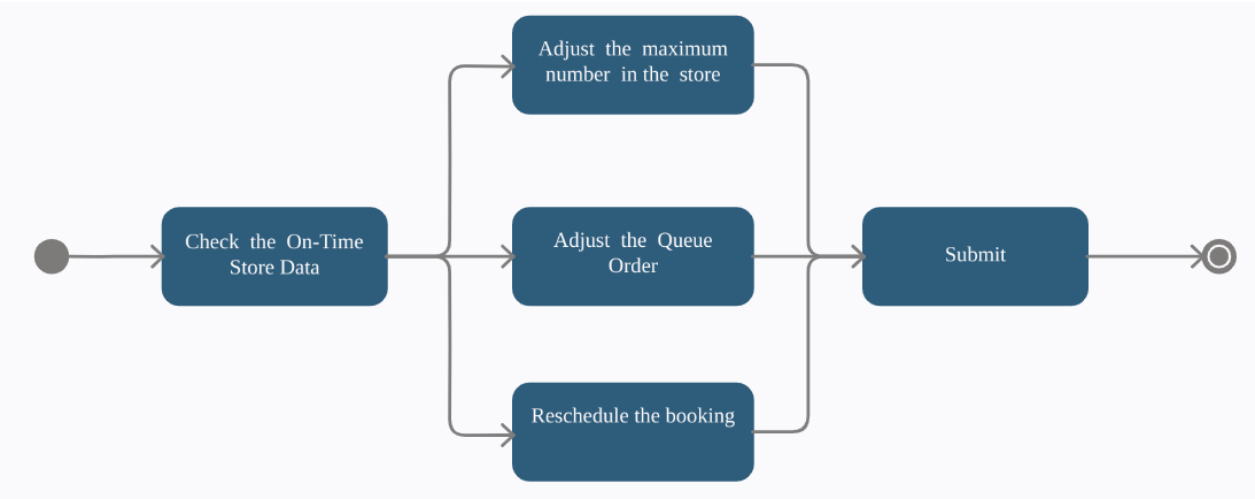 Adjust the maximum
number in the store
Check the On-Time
Store Data
Adjust the Queue
Order
Submit
Reschedule the booking